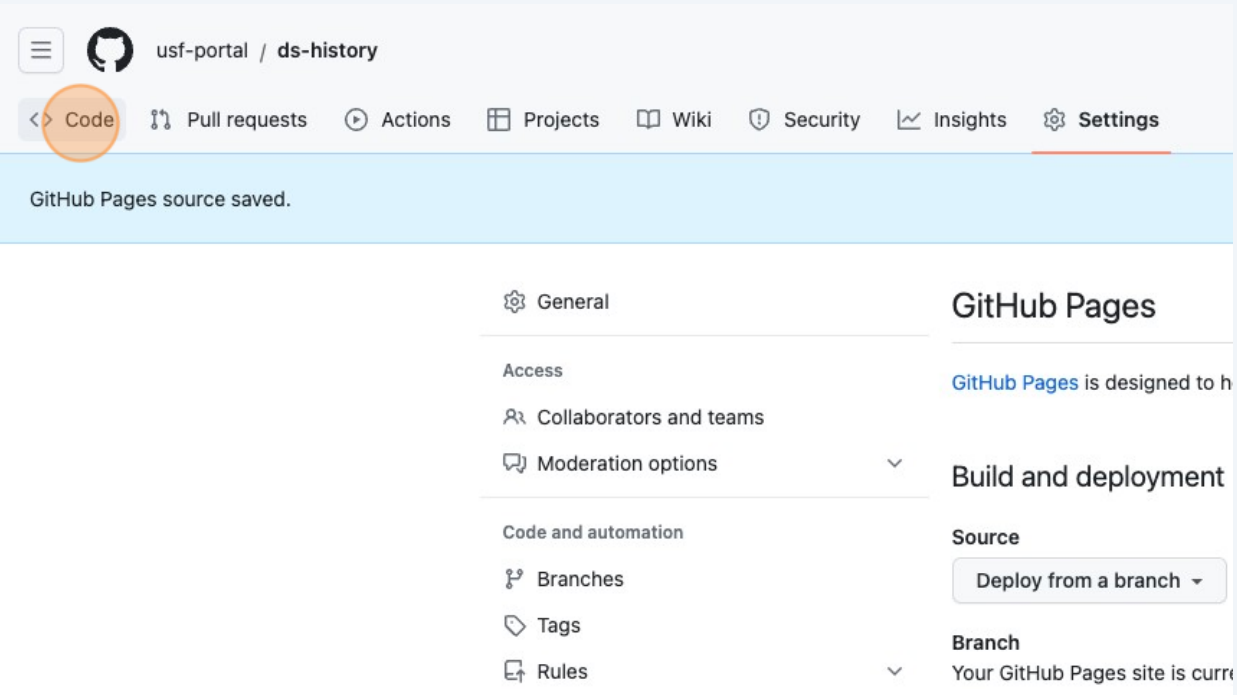 usf-portal / ds-history
Code Pull requests Actions Projects Wiki Security Insights Settings
GitHub Pages source saved.
General
Access
Collaborators and teams
Moderation options
Code and automation
Branches
Tags
Rules
GitHub Pages
GitHub Pages is designed to h
Build and deployment
Source
Deploy from a branch
Branch
Your GitHub Pages site is curre